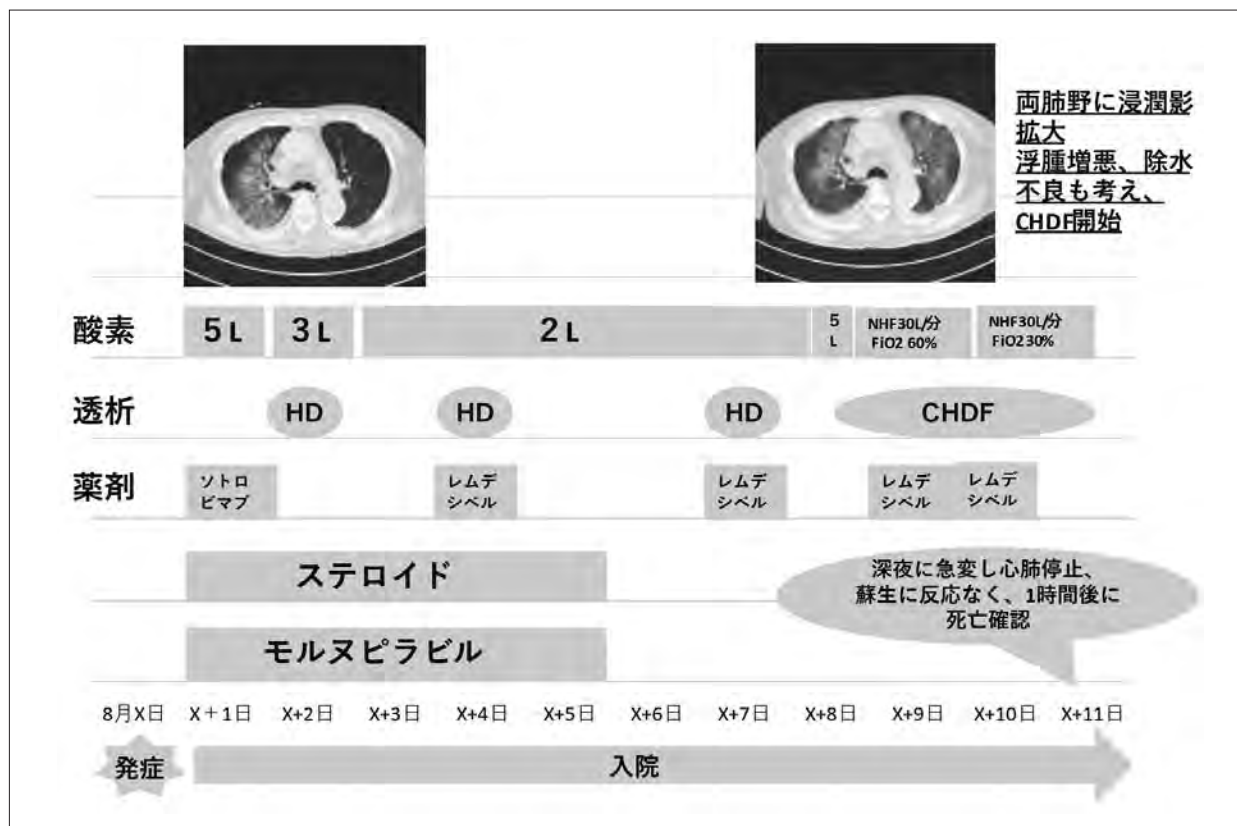 両肺野に浸潤影
拡大
浮腫増悪、除水
不良も考え、
CHDF開始
酸素
5 L
3 L
2 L
5
L
NHF30L/分
FiO2 60%
NHF30L/分
FiO2 30%
透析
HD
HD
HD
CHDF
薬剤
ソトロ
ビマブ
レムデ
シベル
レムデ
シベル
レムデ
シベル
レムデ
シベル
ステロイド
深夜に急変し心肺停止、
蘇生に反応なく、1時間後に
死亡確認
モルヌピラビル
8月X日
X+1日
X+2日
X+3日
X+4日
X+5日
X+6日
X+7日
X+8日
X+9日
X+10日
X+11日
発症
入院